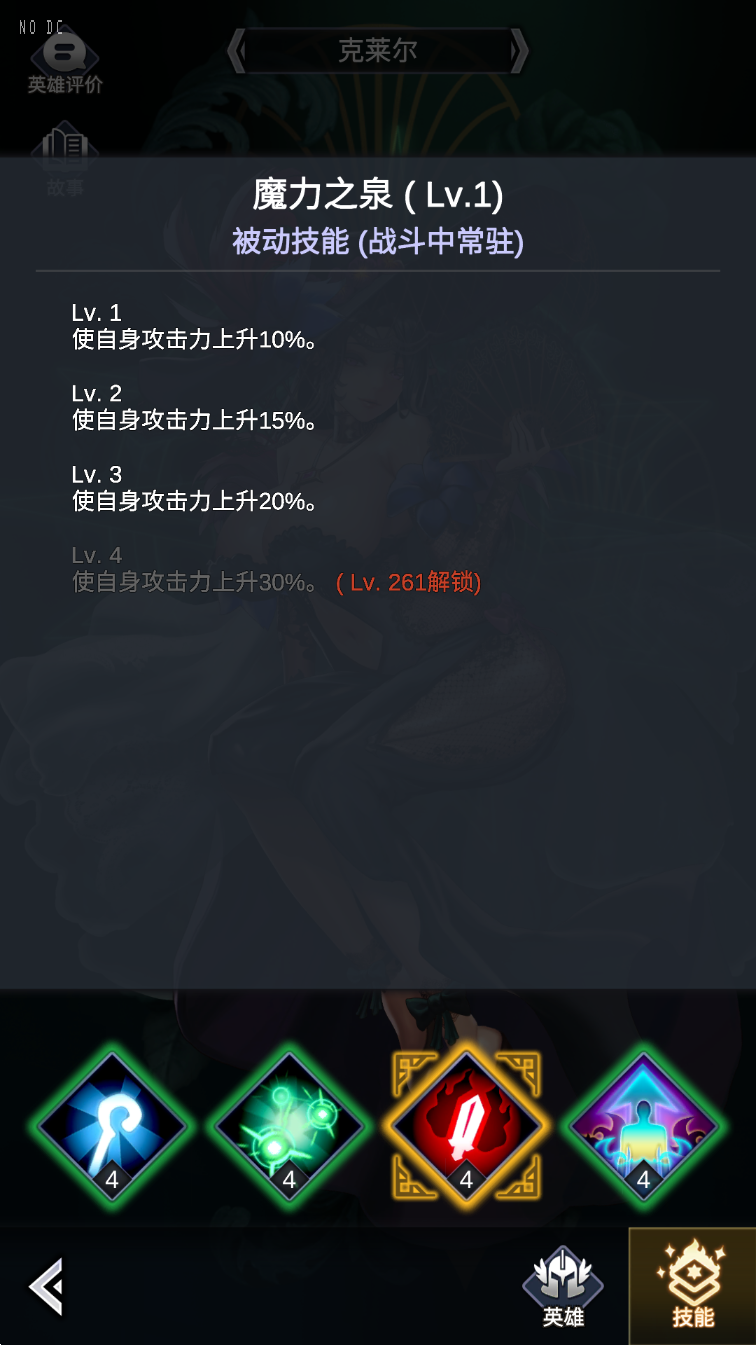 NO DC
克莱尔
英雄评价
故事
魔力之泉 ( Lv.1)
被动技能 (战斗中常驻)
Lv. 1
使自身攻击力上升10%。
Lv. 2
使自身攻击力上升15%。
Lv. 3
使自身攻击力上升20%。
Lv. 4
使自身攻击力上升30%。 ( Lv. 261解锁)
4
4
4
4
英雄
技能